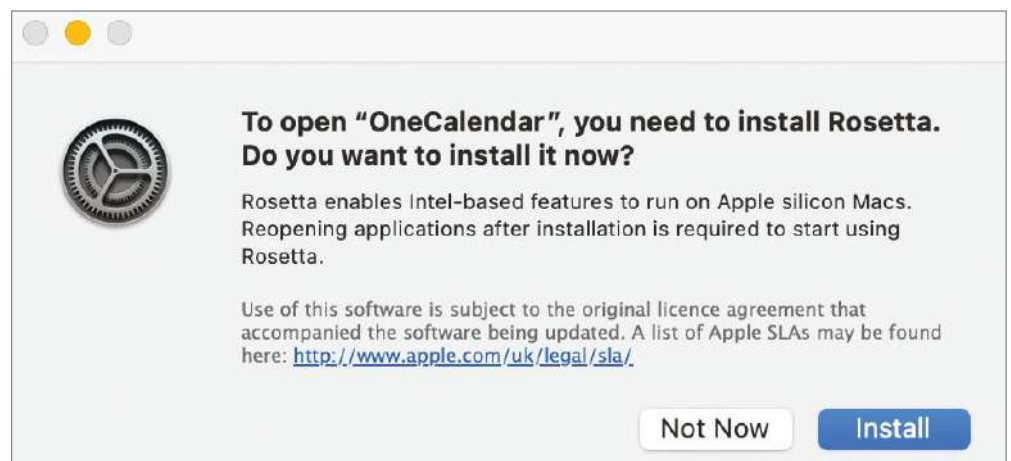 To open “OneCalendar”, you need to install Rosetta.
Do you want to install it now?
Rosetta enables Intel-based features to run on Apple silicon Macs.
Reopening applications after installation is required to start using
Rosetta.
Use of this software is subject to the original licence agreement that
accompanied the software being updated. A list of Apple SLAs may be found
here: http://www.apple.com/uk/legal/sla/
Not Now Install